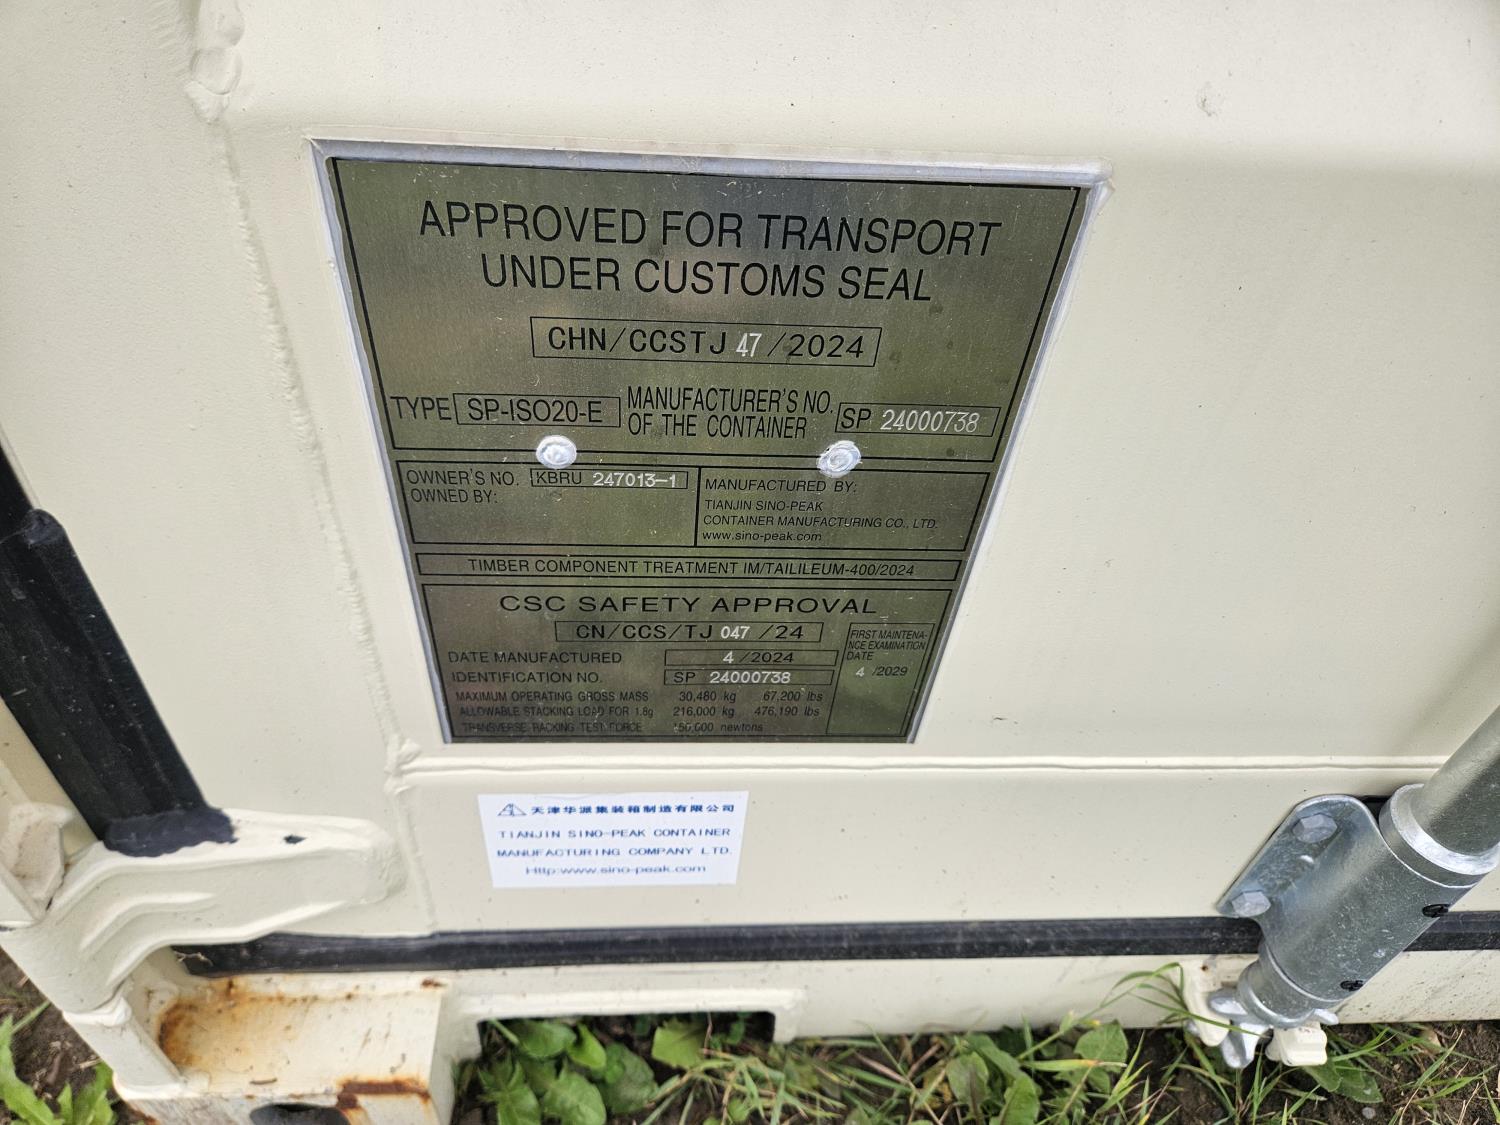 APPROVED FOR TRANSPORT
UNDER CUSTOMS SEAL
CHN/CCSTJ 47 /2024
TYPE SP-ISO20-E MANUFACTURER'S NO.
OF THE CONTAINER SP 24000738
OWNER'S NO. KBRU 247013-1
OWNED BY:
MANUFACTURED BY:
TIANJIN SINO-PEAK
CONTAINER MANUFACTURING CO., LTD.
www.sino-peak.com
TIMBER COMPONENT TREATMENT IM/TAILILEUM-400/2024
CSC SAFETY APPROVAL
CN/CCS/TJ 047 /24
DATE MANUFACTURED 4 /2024
IDENTIFICATION NO. SP 24000738
MAXIMUM OPERATING GROSS MASS 30,480 kg 67,200 lbs
ALLOWABLE STACKING LOAD FOR 1.8g 216,000 kg 476,190 lbs
TRANSVERSE RACKING TEST FORCE 150,000 newtons
FIRST MAINTENA-
NCE EXAMINATION
DATE
4 /2029
天津华派集装箱制造有限公司
TIANJIN SINO-PEAK CONTAINER
MANUFACTURING COMPANY LTD.
Http:www.sino-peak.com